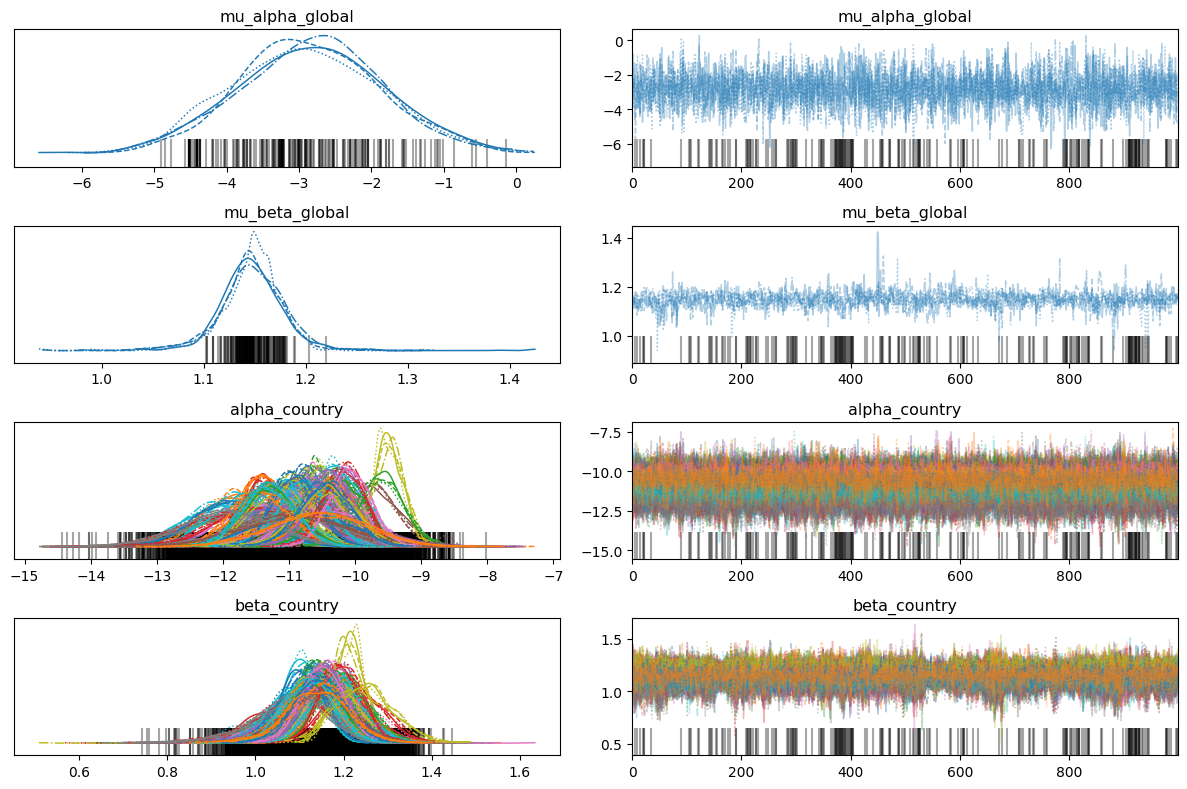 mu_alpha_global mu_alpha_global
0
−2
−4
−6
−6 −5 −4 −3 −2 −1 0 0 200 400 600 800
mu_beta_global mu_beta_global
1.4
1.2
1.0
1.0 1.1 1.2 1.3 1.4 0 200 400 600 800
alpha_country alpha_country
−7.5
−10.0
−12.5
−15.0
−15 −14 −13 −12 −11 −10 −9 −8 −7 0 200 400 600 800
beta_country beta_country
1.5
1.0
0.5
0.6 0.8 1.0 1.2 1.4 1.6 0 200 400 600 800